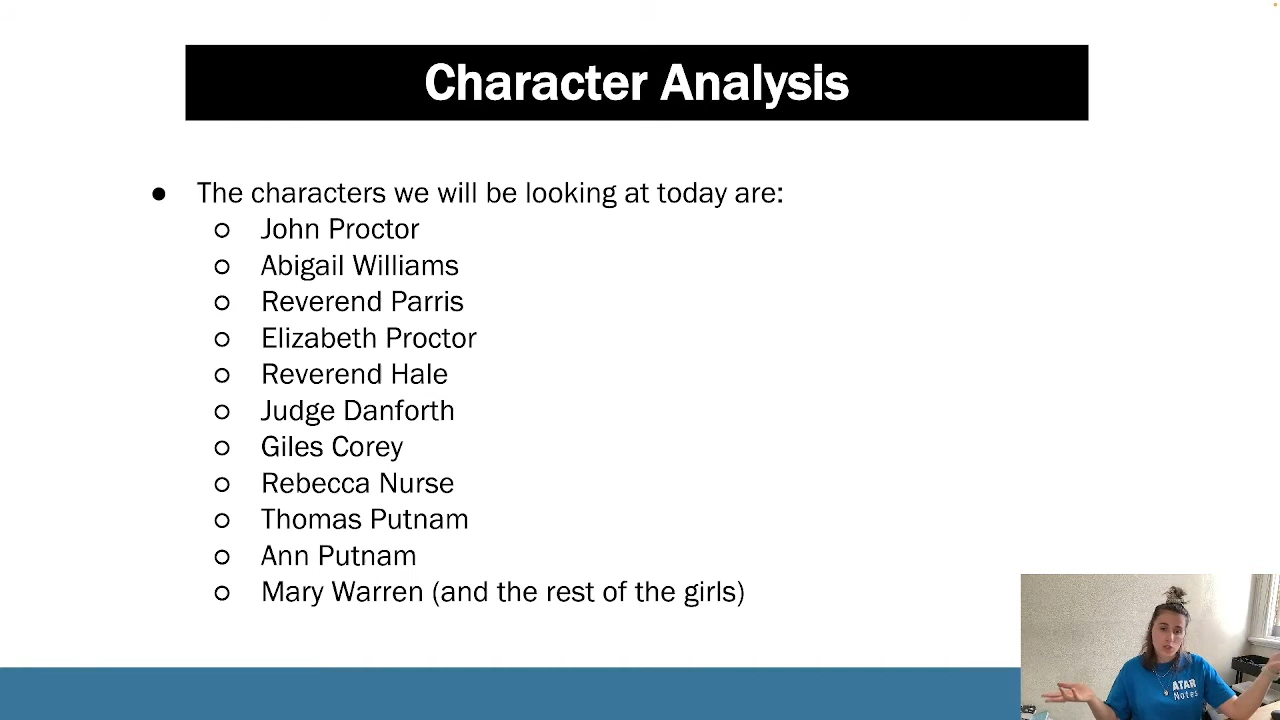 Character Analysis
● The characters we will be looking at today are:
○ John Proctor
○ Abigail Williams
○ Reverend Parris
○ Elizabeth Proctor
○ Reverend Hale
○ Judge Danforth
○ Giles Corey
○ Rebecca Nurse
○ Thomas Putnam
○ Ann Putnam
○ Mary Warren (and the rest of the girls)
ATAR
Notes